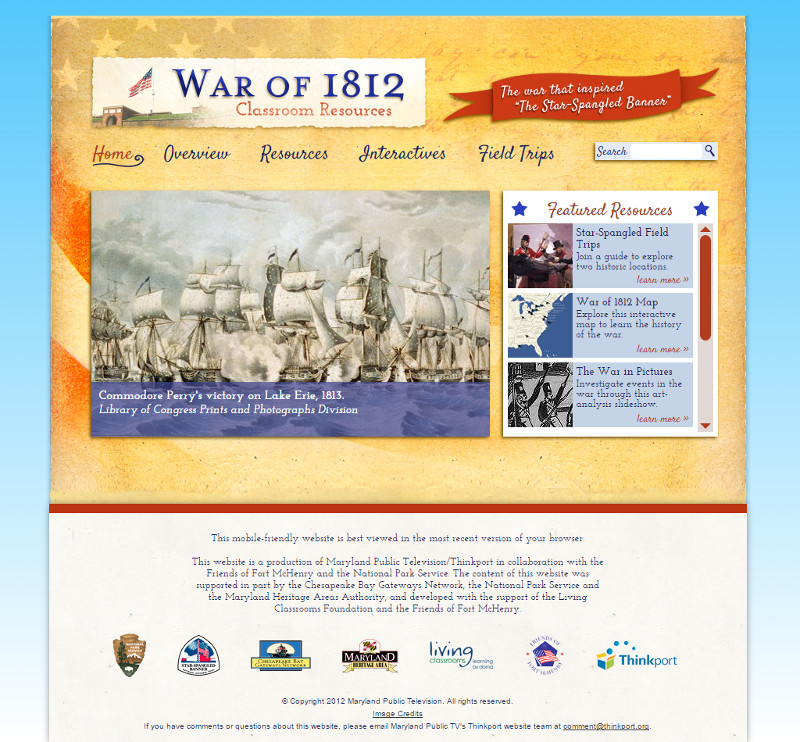 War of 1812
Classroom Resources
The war that inspired
"The Star-Spangled Banner"
Home Overview Resources Interactives Field Trips Search
Featured Resources
Star-Spangled Field
Trips
Join a guide to explore
two historic locations.
learn more »
War of 1812 Map
Explore this interactive
map to learn the history
of the war.
learn more »
The War in Pictures
Investigate events in the
war through this art-
analysis slideshow.
learn more »
Commodore Perry's victory on Lake Erie, 1813.
Library of Congress Prints and Photographs Division
This mobile-friendly website is best viewed in the most recent version of your browser.
This website is a production of Maryland Public Television/Thinkport in collaboration with the
Friends of Fort McHenry and the National Park Service. The content of this website was
supported in part by the Chesapeake Bay Gateways Network, the National Park Service and
the Maryland Heritage Areas Authority, and developed with the support of the Living
Classrooms Foundation and the Friends of Fort McHenry.
NATIONAL
PARK
SERVICE
STAR-SPANGLED
BANNER
CHESAPEAKE BAY
GATEWAYS NETWORK
MARYLAND
HERITAGE AREA
living
classrooms learning
by doing
FRIENDS OF
FORT McHENRY
Thinkport
© Copyright 2012 Maryland Public Television. All rights reserved.
Image Credits
If you have comments or questions about this website, please email Maryland Public TV's Thinkport website team at comment@thinkport.org.